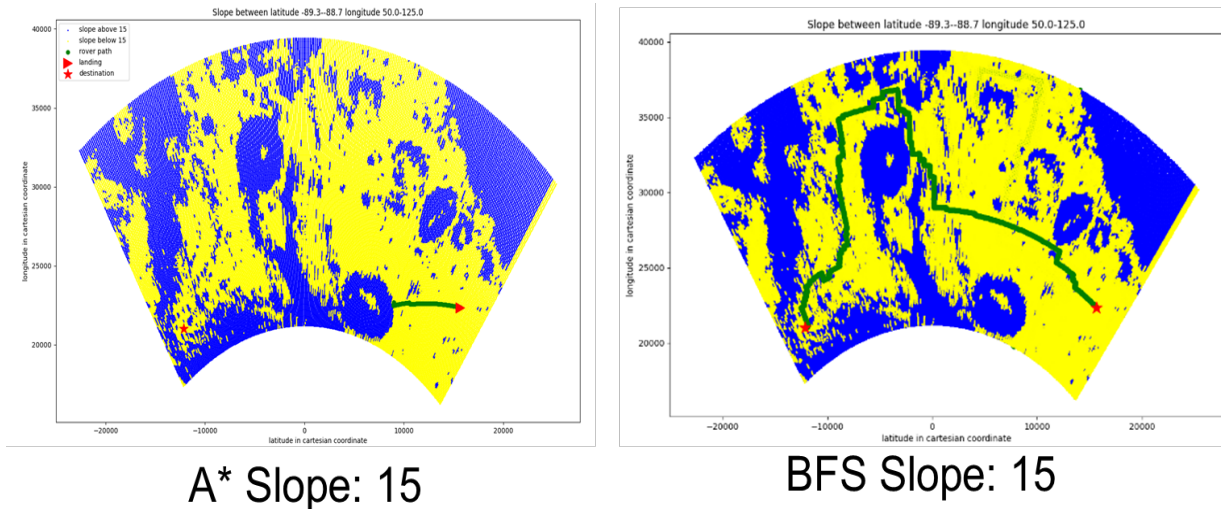 Slope between latitude -89.3--88.7 longitude 50.0-125.0
slope above 15
slope below 15
rover path
landing
destination
40000
35000
30000
25000
20000
longitude in cartesian coordinate
−20000 −10000 0 10000 20000
latitude in cartesian coordinate
A* Slope: 15
Slope between latitude -89.3--88.7 longitude 50.0-125.0
40000
35000
30000
25000
20000
longitude in cartesian coordinate
−20000 −10000 0 10000 20000
latitude in cartesian coordinate
BFS Slope: 15